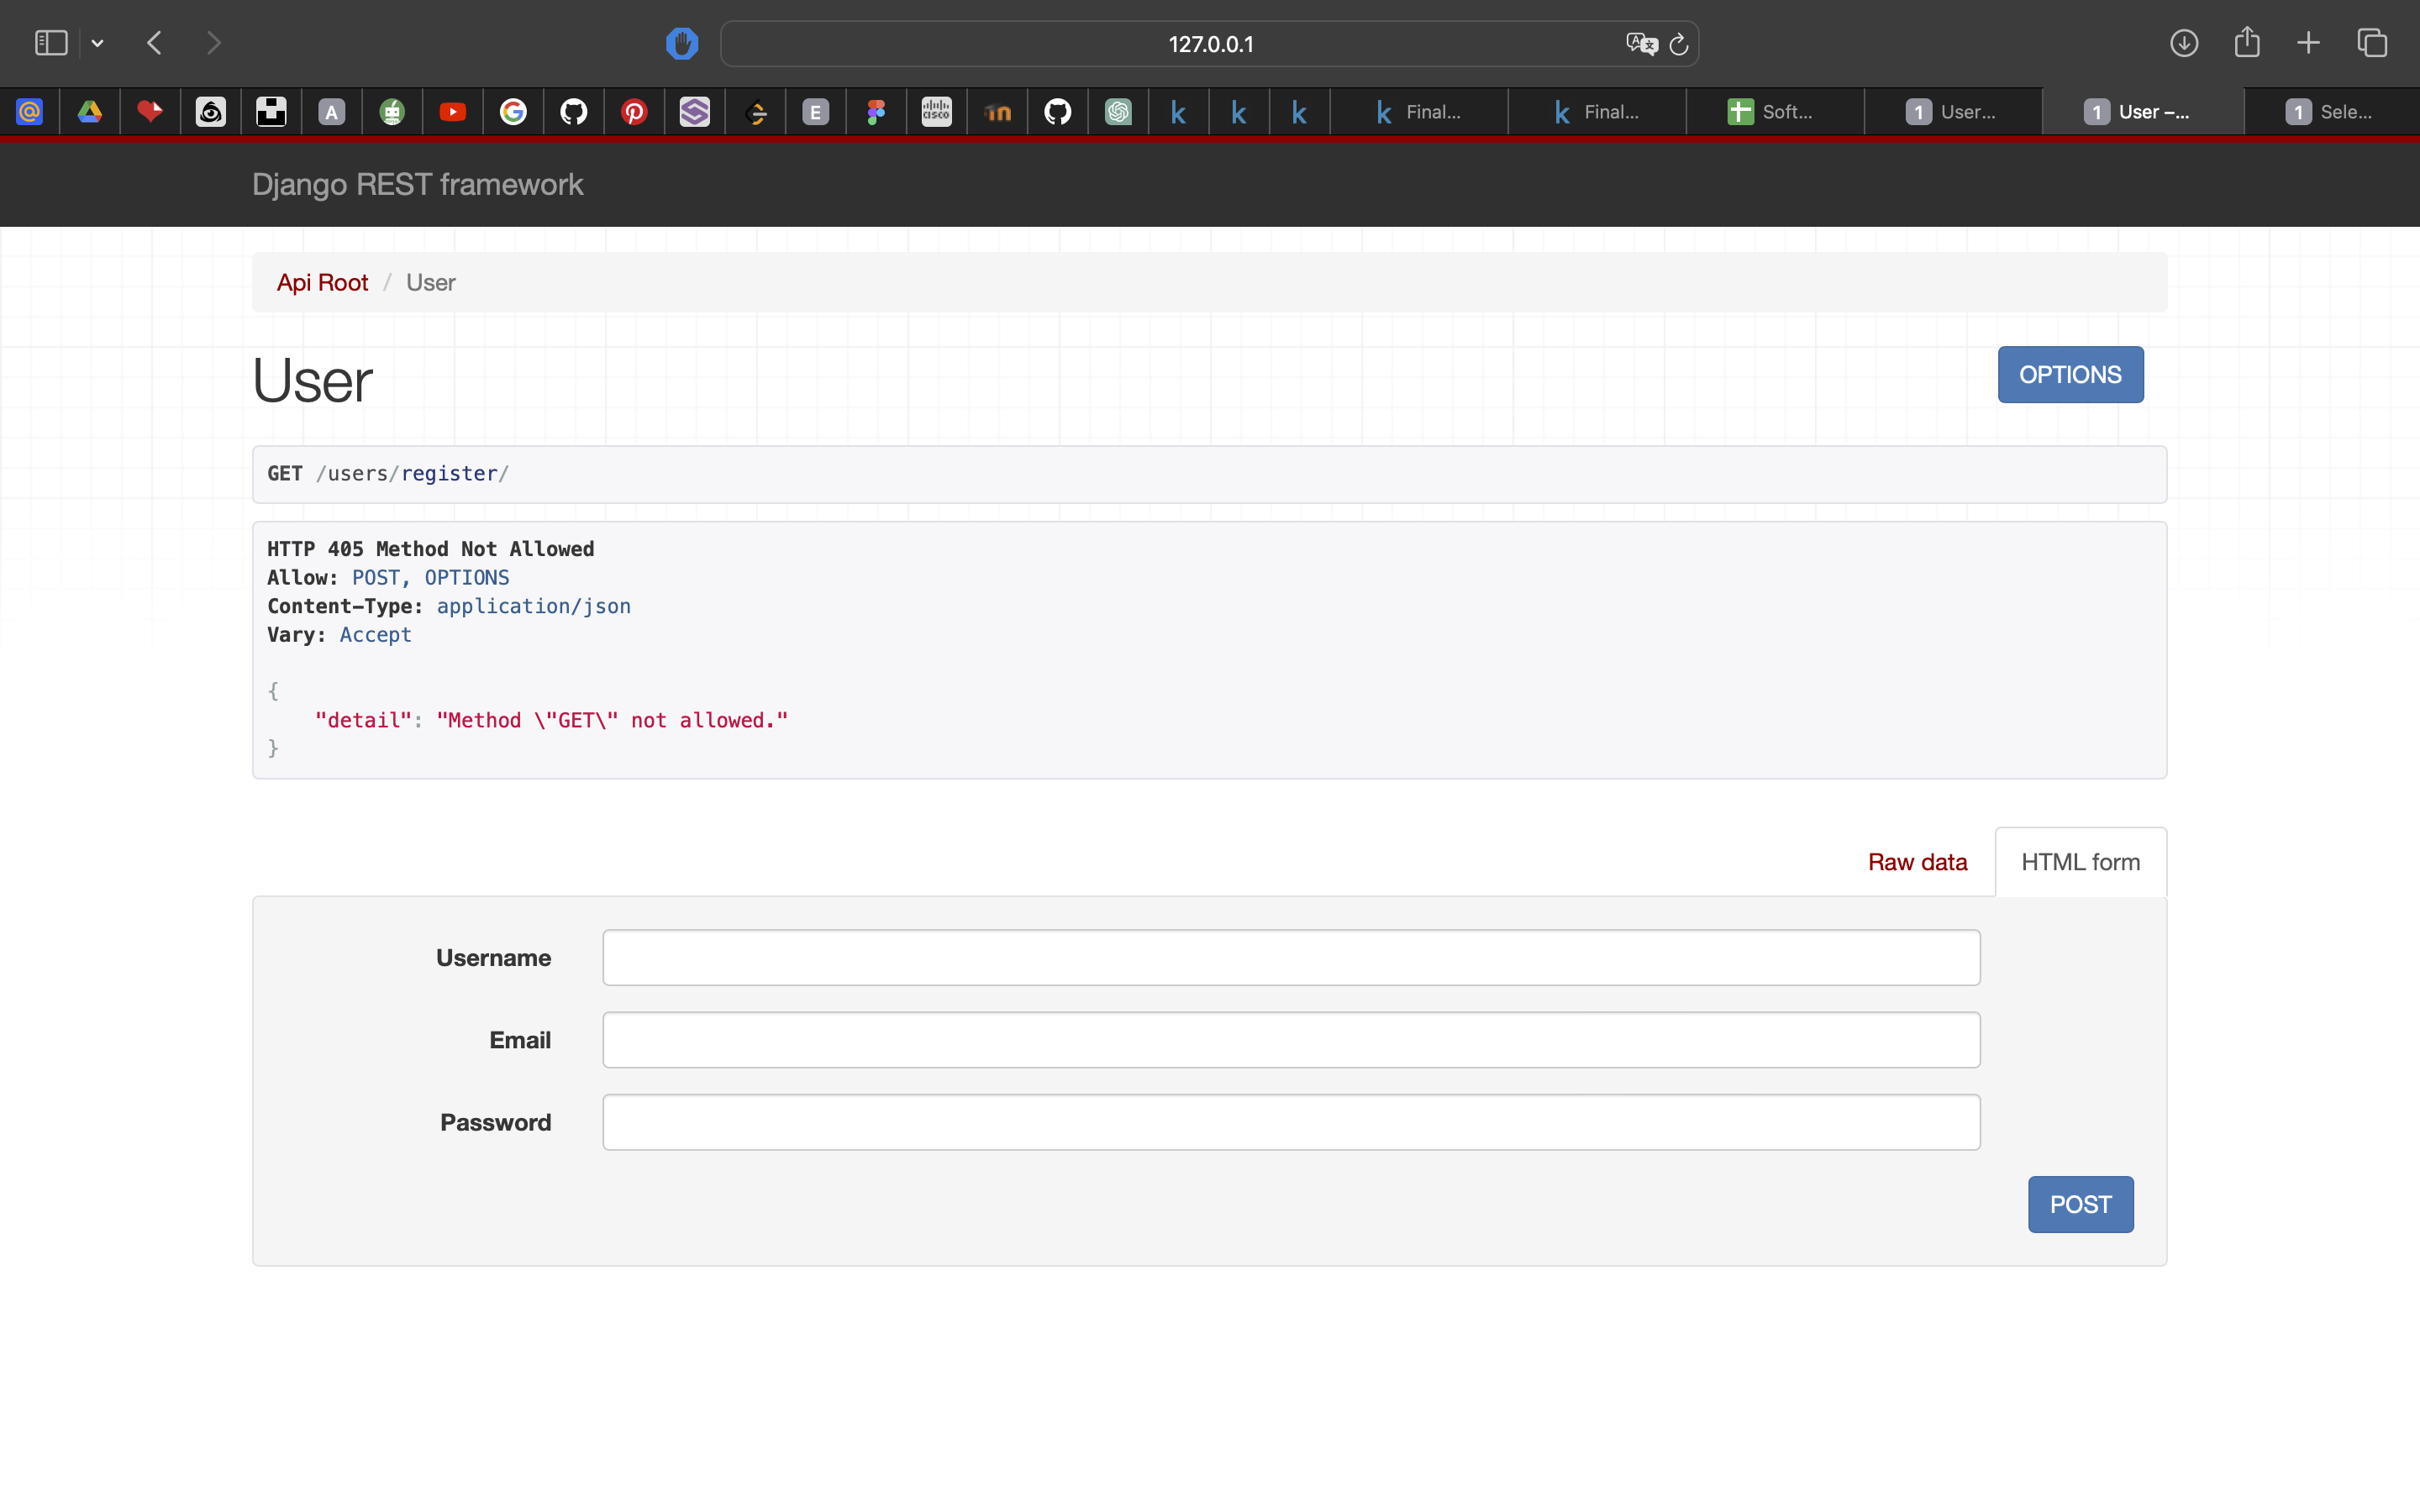 127.0.0.1
@ A E CISCO k k k k Final... k Final... Soft... 1 User... 1 User –... 1 Sele...
Django REST framework
Api Root / User
User
OPTIONS
GET /users/register/
HTTP 405 Method Not Allowed
Allow: POST, OPTIONS
Content-Type: application/json
Vary: Accept
{
"detail": "Method \"GET\" not allowed."
}
Raw data HTML form
Username
Email
Password
POST